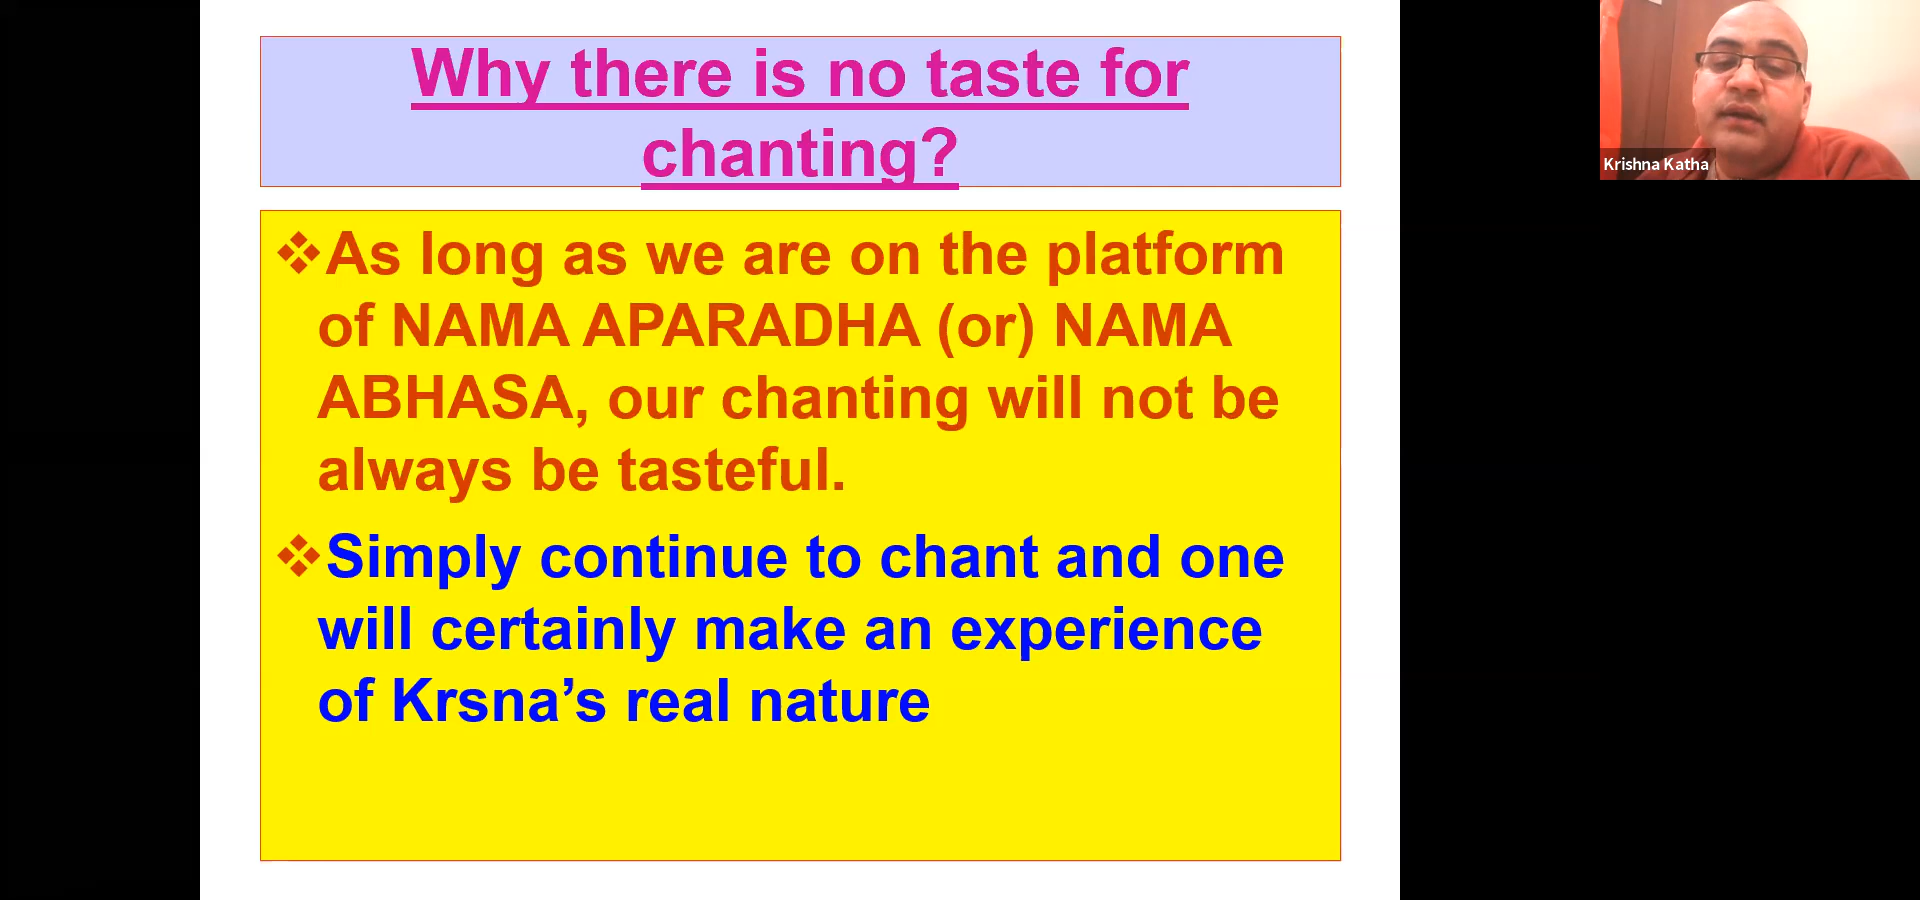 Why there is no taste for
chanting?
❖As long as we are on the platform
of NAMA APARADHA (or) NAMA
ABHASA, our chanting will not be
always be tasteful.
❖Simply continue to chant and one
will certainly make an experience
of Krsna’s real nature
Krishna Katha